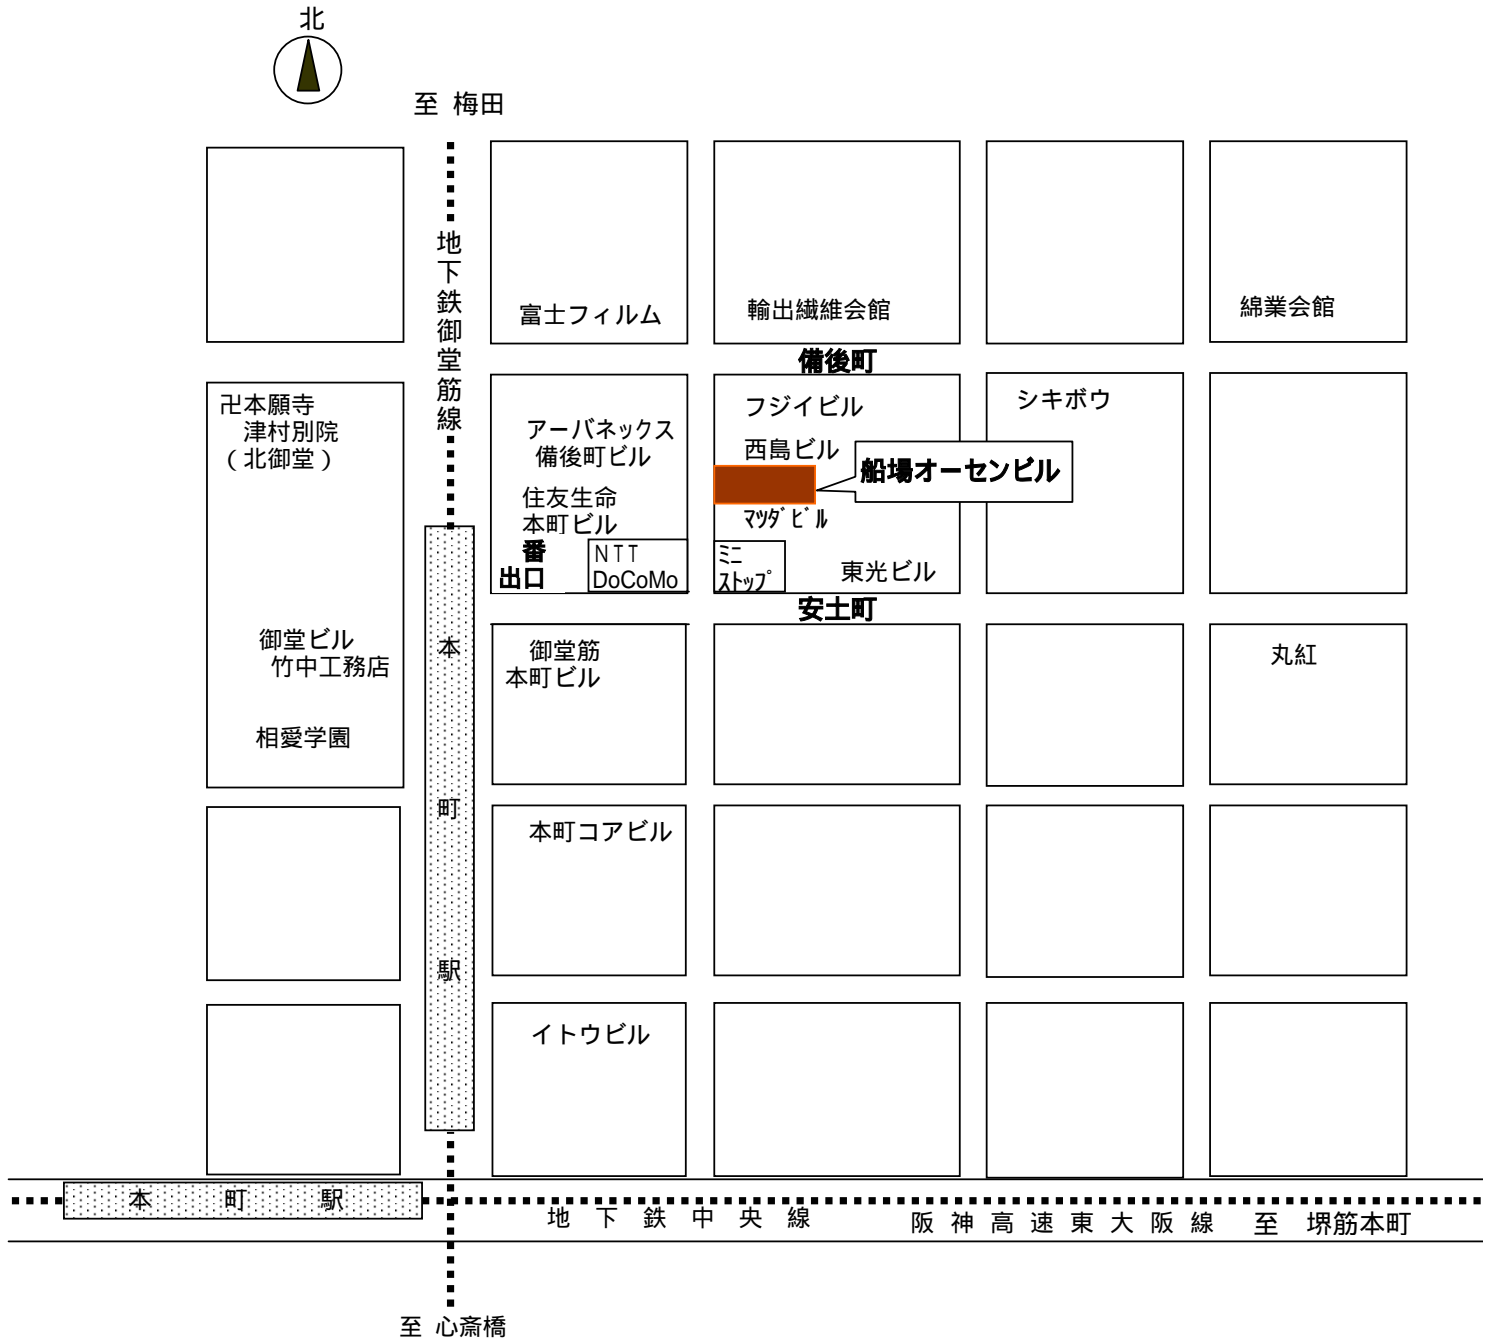 北
至 梅田
地下鉄御堂筋線
富士フィルム
輸出繊維会館
綿業会館
備後町
卍本願寺
津村別院
(北御堂)
アーバネックス
備後町ビル
住友生命
本町ビル
番
出口
NTT
DoCoMo
フジイビル
西島ビル
船場オーセンビル
ﾏﾂﾀﾞﾋﾞﾙ
ﾐﾆ
ｽﾄｯﾌﾟ
東光ビル
シキボウ
安土町
御堂ビル
竹中工務店
相愛学園
本町駅
御堂筋
本町ビル
丸紅
本町コアビル
イトウビル
本町駅
地下鉄中央線
阪神高速東大阪線 至 堺筋本町
至 心斎橋